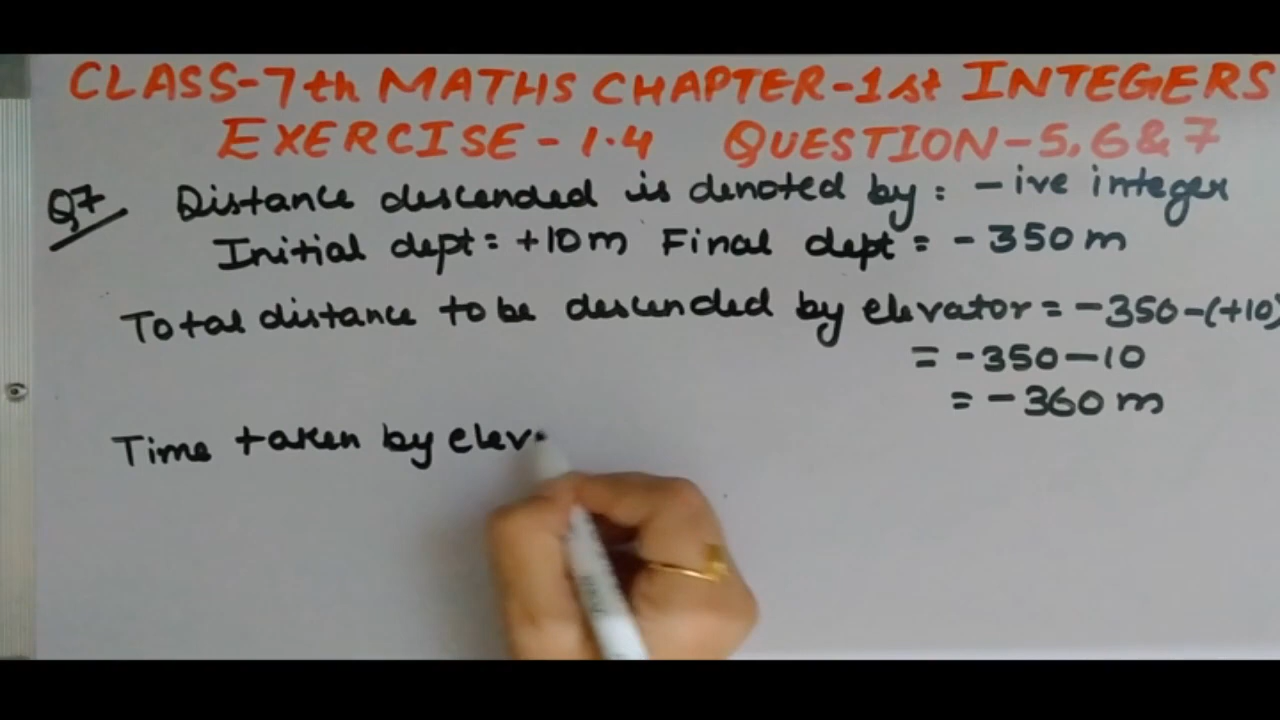 CLASS-7th MATHS CHAPTER-1st INTEGERS
EXERCISE-1.4 QUESTION-5,6&7
Q7 Distance descended is denoted by: -ive integer
Initial dept = +10m Final dept = -350 m
Total distance to be descended by elevator = -350-(+10)
= -350-10
= -360 m
Time taken by elev